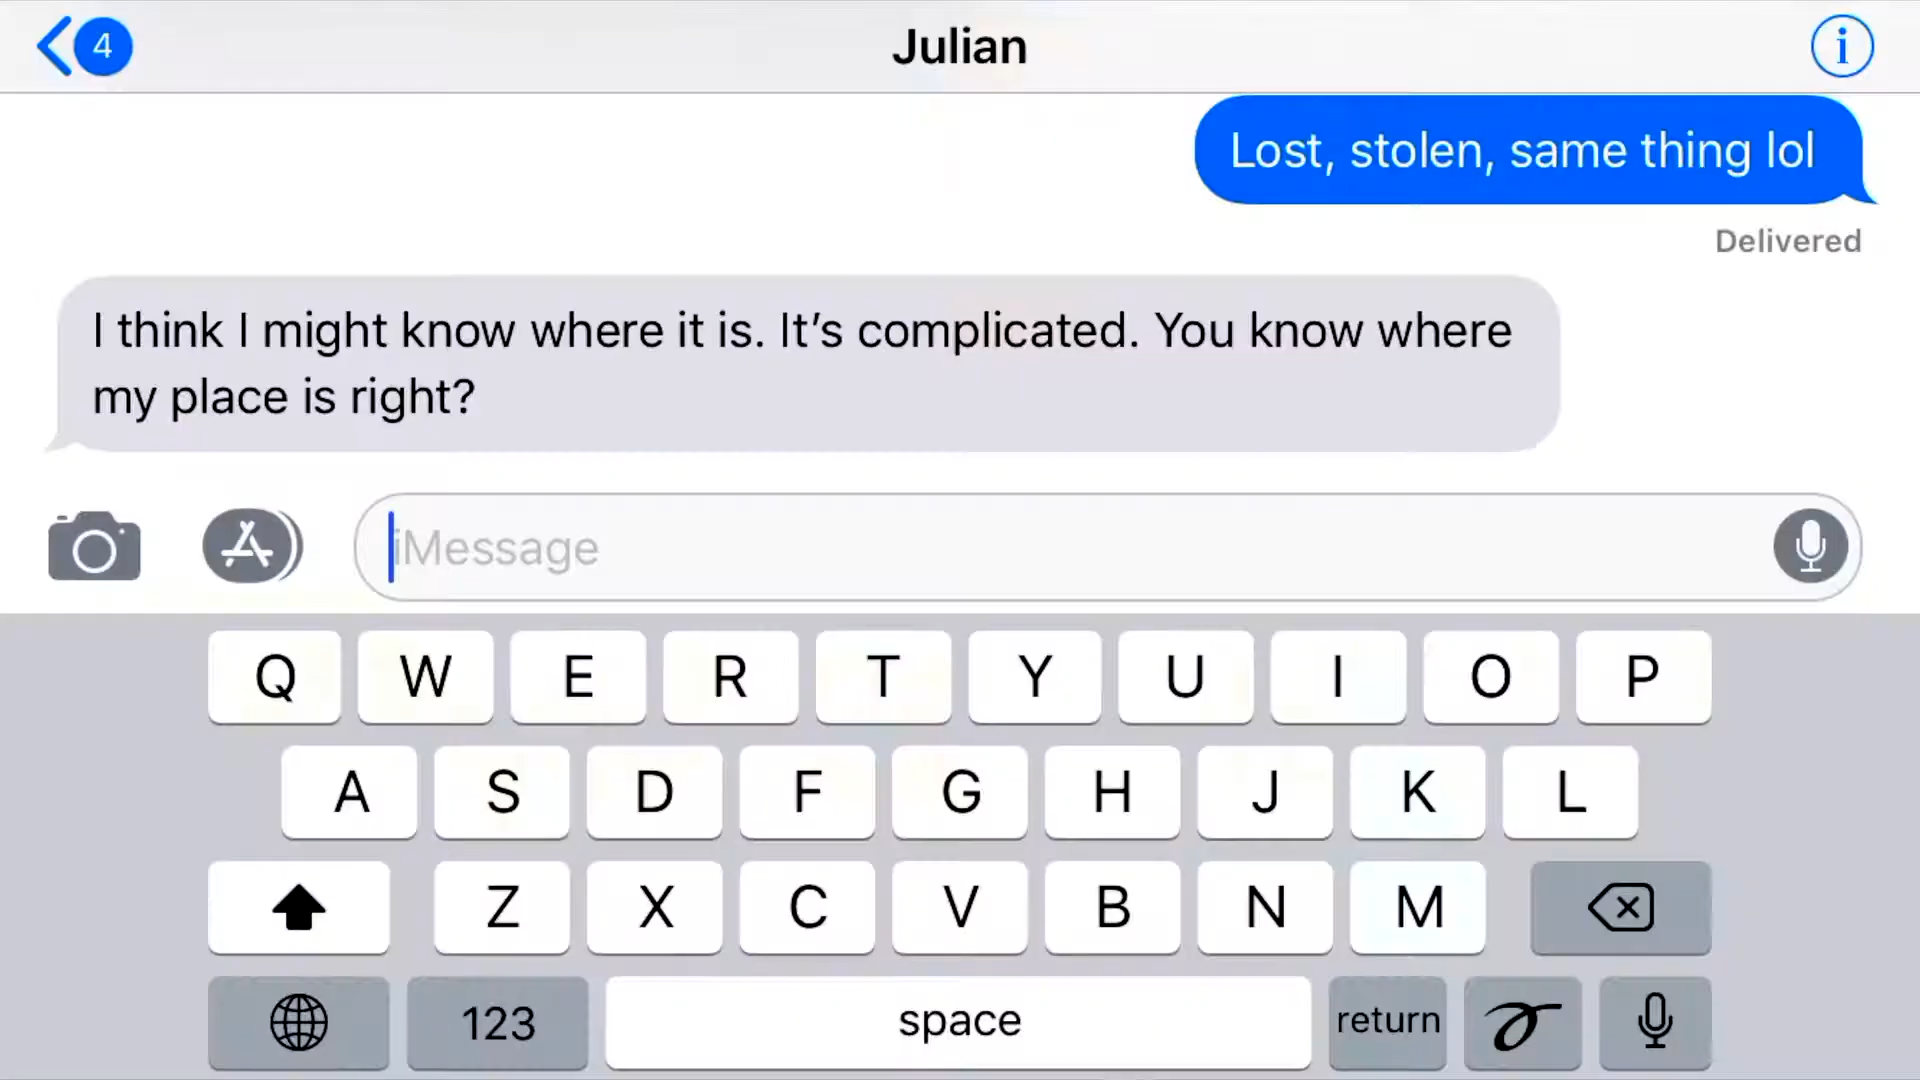 4
Julian
i
Lost, stolen, same thing lol
Delivered
I think I might know where it is. It’s complicated. You know where
my place is right?
iMessage
Q W E R T Y U I O P
A S D F G H J K L
Z X C V B N M
123 space return